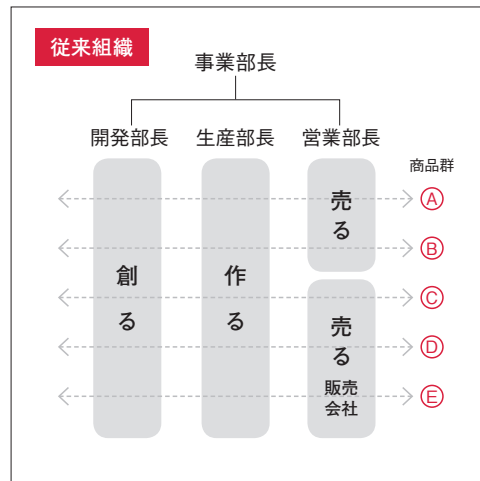 従来組織
事業部長
開発部長 生産部長 営業部長
商品群
創る
作る
売る
売る
販売
会社
A
B
C
D
E